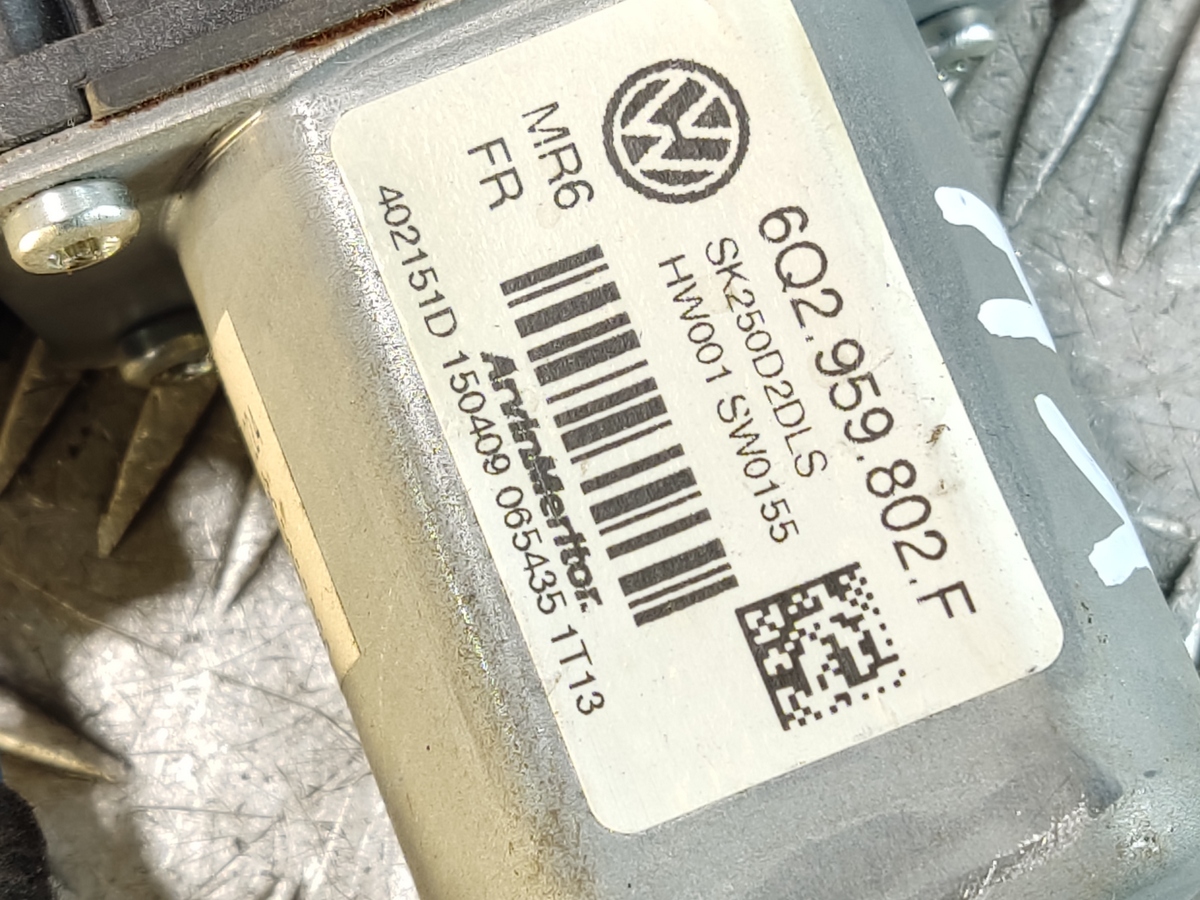 6Q2.959.802.F
SK250D2DLS
HW001 SW0155
MR6
FR
ArvinMeritor.
402151D 150409 065435 1T13